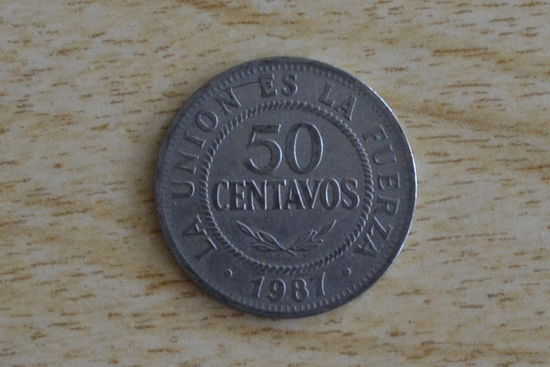 LA UNION ES LA FUERZA
50
CENTAVOS
· 1987 ·